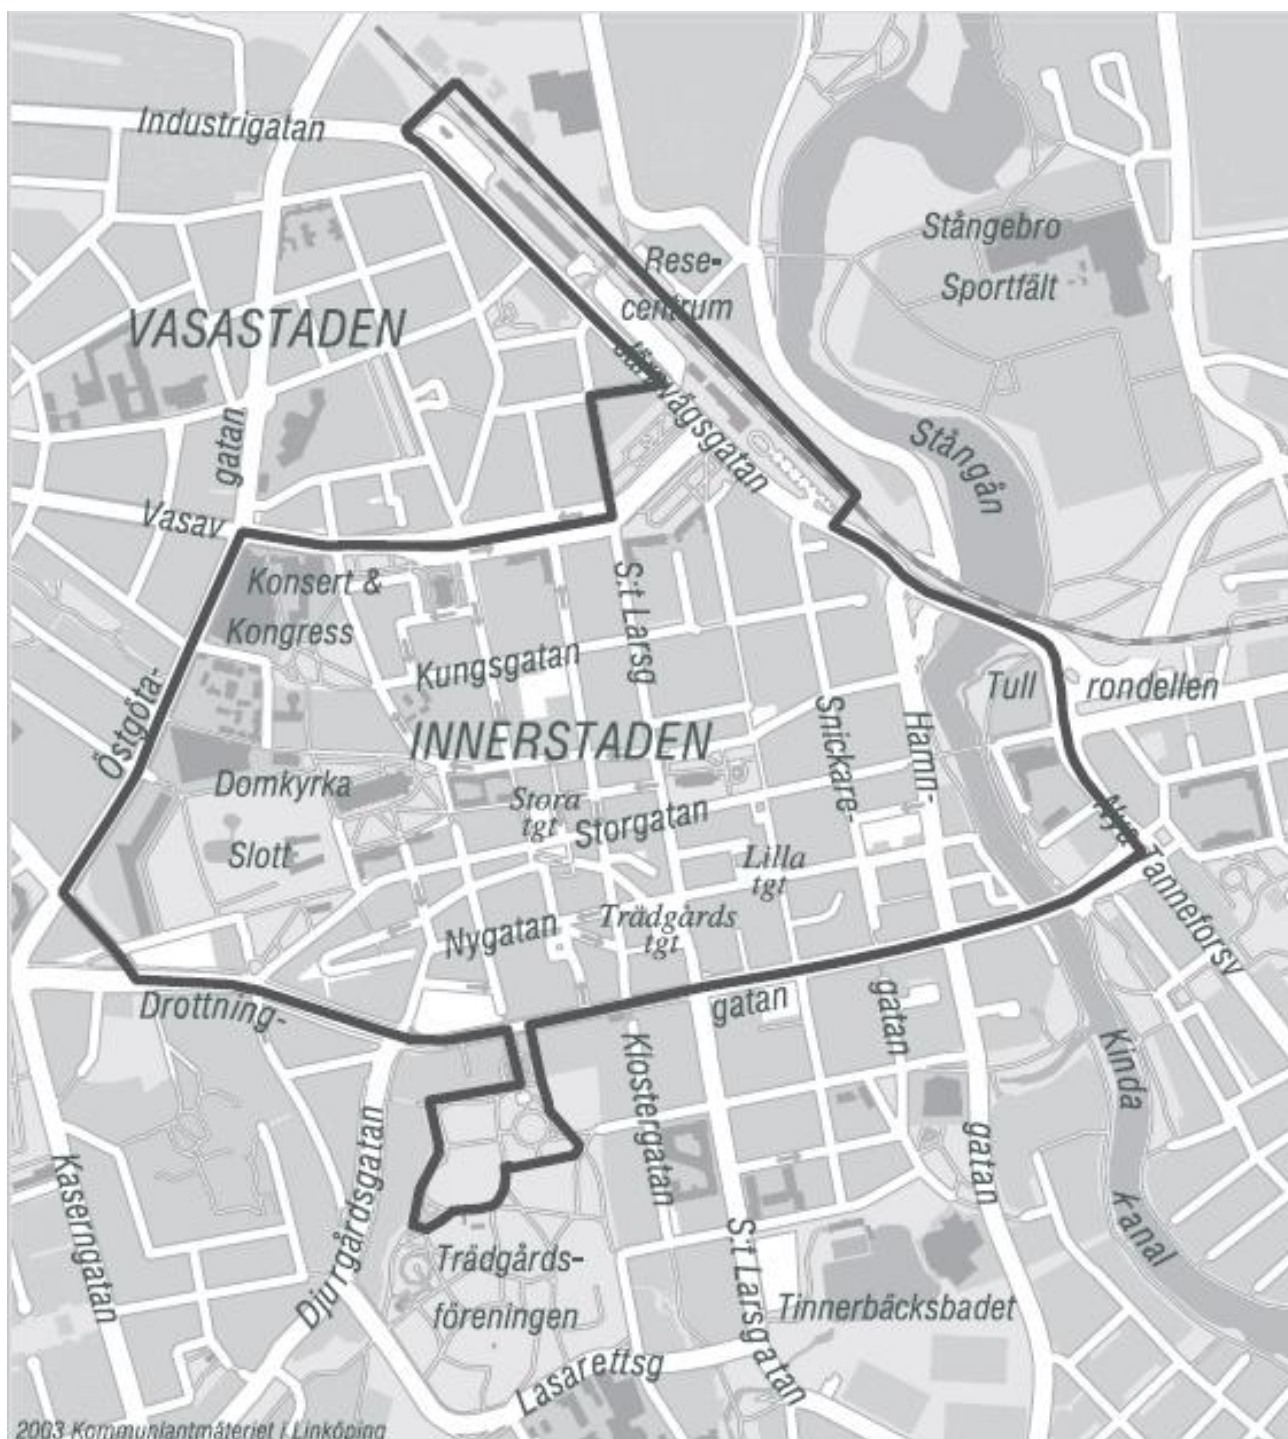 Industrigatan
Stångebro
Sportfält
Rese-
centrum
VASASTADEN
Järnvägsgatan
gatan
Stångån
Vasav
Konsert &
Kongress
S:t Larsg
Kungsgatan
Östgöta-
Tull rondellen
Snickare-
Hamn-
INNERSTADEN
Domkyrka
Stora
tgt
Storgatan
Nya Tanneforsv
Slott
Lilla
tgt
Nygatan
Trädgårds
tgt
Drottning-
gatan
gatan
Klostergatan
Kinda
kanal
gatan
Kaserngatan
Djurgårdsgatan
S:t Larsgatan
Trädgårds-
föreningen
Tinnerbäcksbadet
Lasarettsg
2003 Kommunlantmäteriet i Linköping